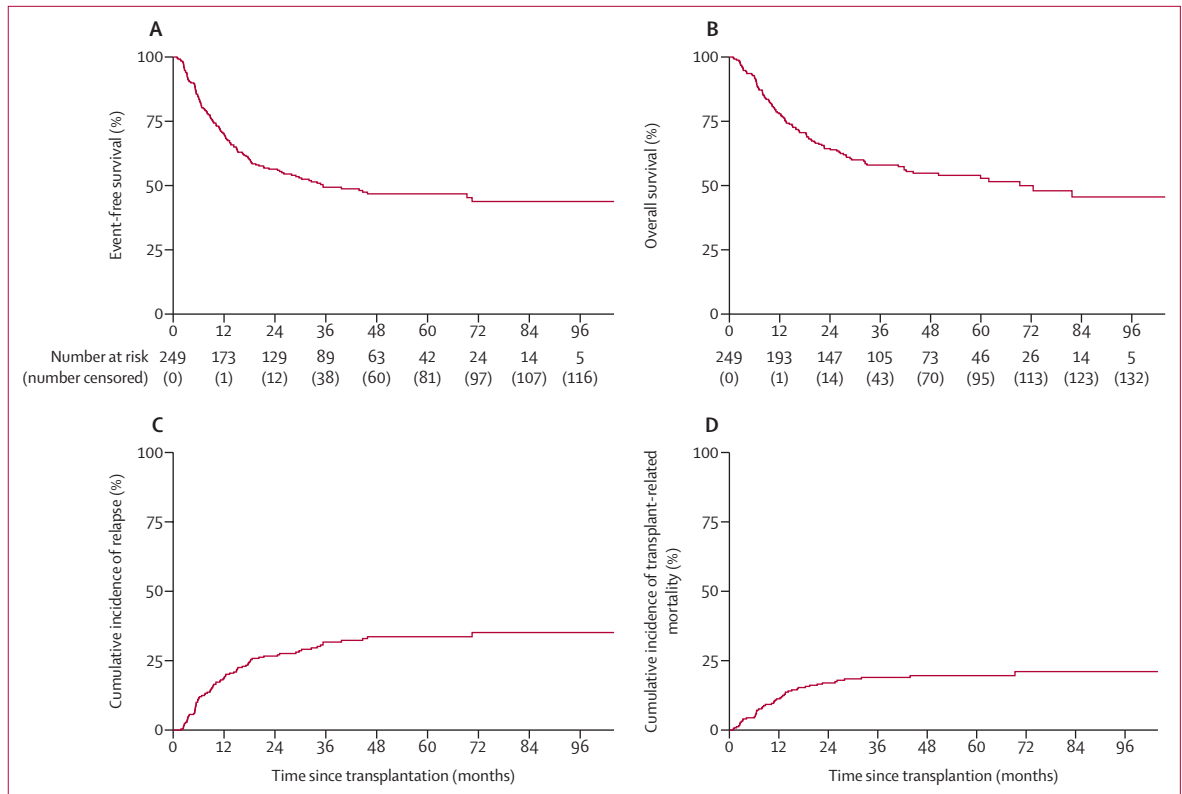 A
Event-free survival (%)
100
75
50
25
0
0 12 24 36 48 60 72 84 96
Number at risk 249 173 129 89 63 42 24 14 5
(number censored) (0) (1) (12) (38) (60) (81) (97) (107) (116)
B
Overall survival (%)
100
75
50
25
0
0 12 24 36 48 60 72 84 96
249 193 147 105 73 46 26 14 5
(0) (1) (14) (43) (70) (95) (113) (123) (132)
C
Cumulative incidence of relapse (%)
100
75
50
25
0
0 12 24 36 48 60 72 84 96
Time since transplantation (months)
D
Cumulative incidence of transplant-related
mortality (%)
100
75
50
25
0
0 12 24 36 48 60 72 84 96
Time since transplantion (months)